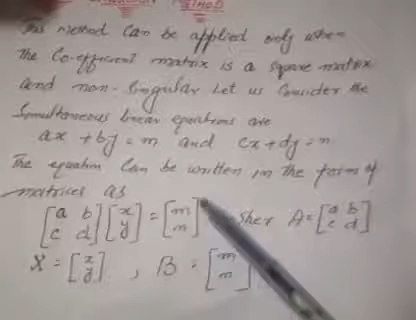 METHOD
This method Can be applied only when
the Co-efficient matrix is a square matrix
and non-Singular Let us Consider the
Simultaneous linear equations are
ax + by = m and cx + dy = n
The equation Can be written in the form of
matrices as
[a b; c d] [x; y] = [m; n] Sher A = [a b; c d]
X = [x; y] , B = [m; n]